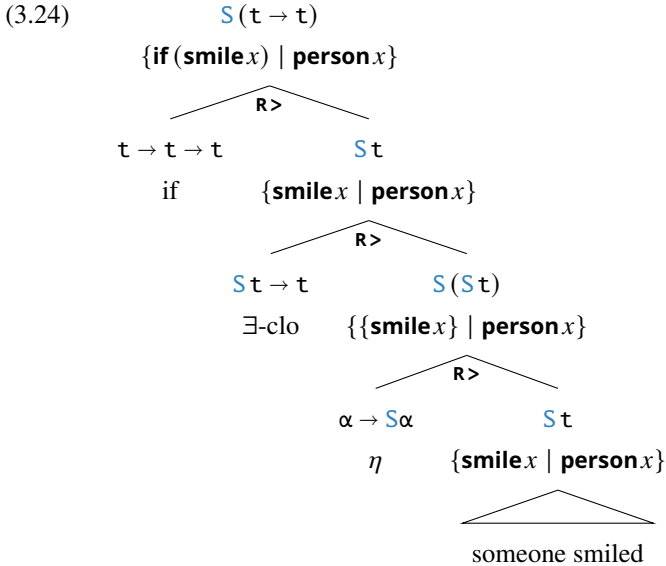 (3.24) S (t → t)
{if (smile x) | person x}
R >
t → t → t S t
if {smile x | person x}
R >
S t → t S (S t)
∃-clo {{smile x} | person x}
R >
α → Sα S t
η {smile x | person x}
someone smiled